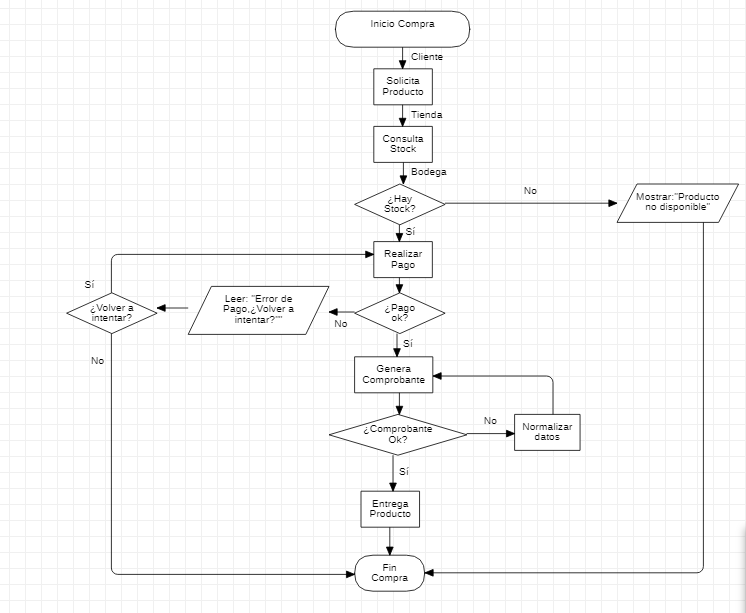 Inicio Compra
Cliente
Solicita
Producto
Tienda
Consulta
Stock
Bodega
¿Hay
Stock?
No
Mostrar:"Producto
no disponible"
Sí
Realizar
Pago
Sí
¿Volver a
intentar?
Leer: "Error de
Pago,¿Volver a
intentar?""
No
¿Pago
ok?
Sí
No
Genera
Comprobante
¿Comprobante
Ok?
No
Normalizar
datos
Sí
Entrega
Producto
Fin
Compra